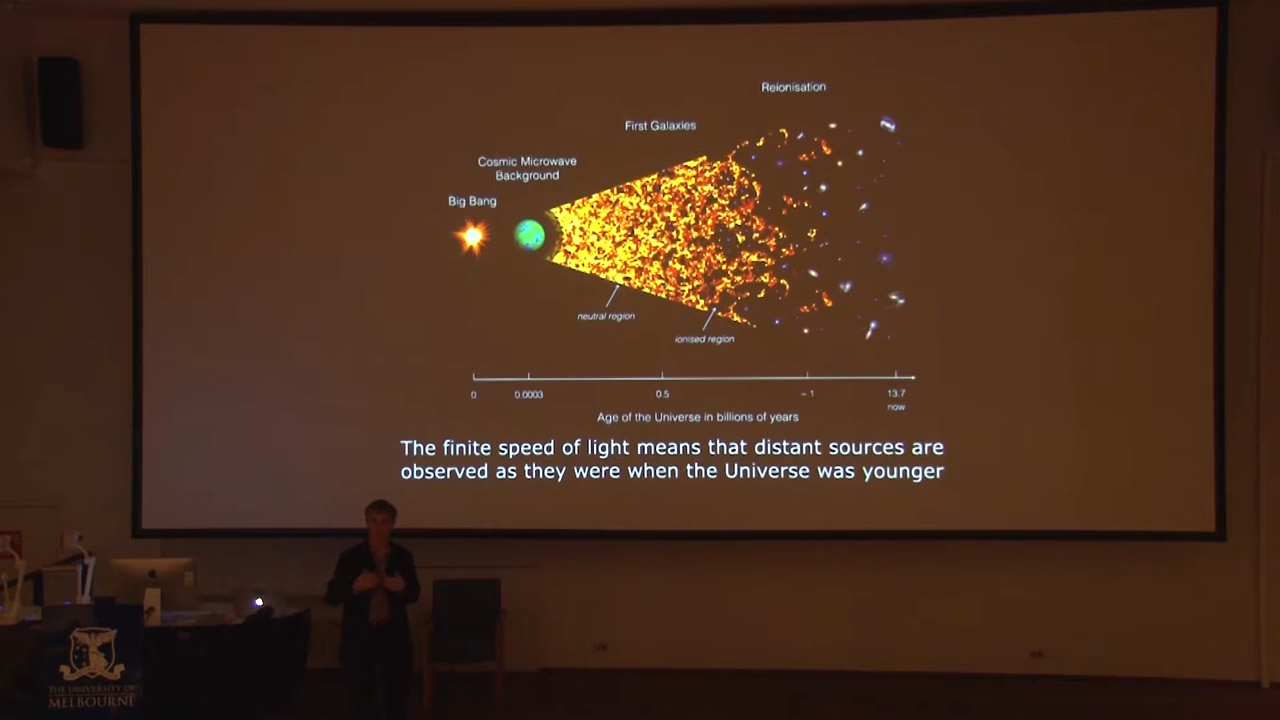 Reionisation
First Galaxies
Cosmic Microwave
Background
Big Bang
neutral region
ionised region
0
0.0003
0.5
~ 1
13.7
now
Age of the Universe in billions of years
The finite speed of light means that distant sources are
observed as they were when the Universe was younger
THE UNIVERSITY OF
MELBOURNE